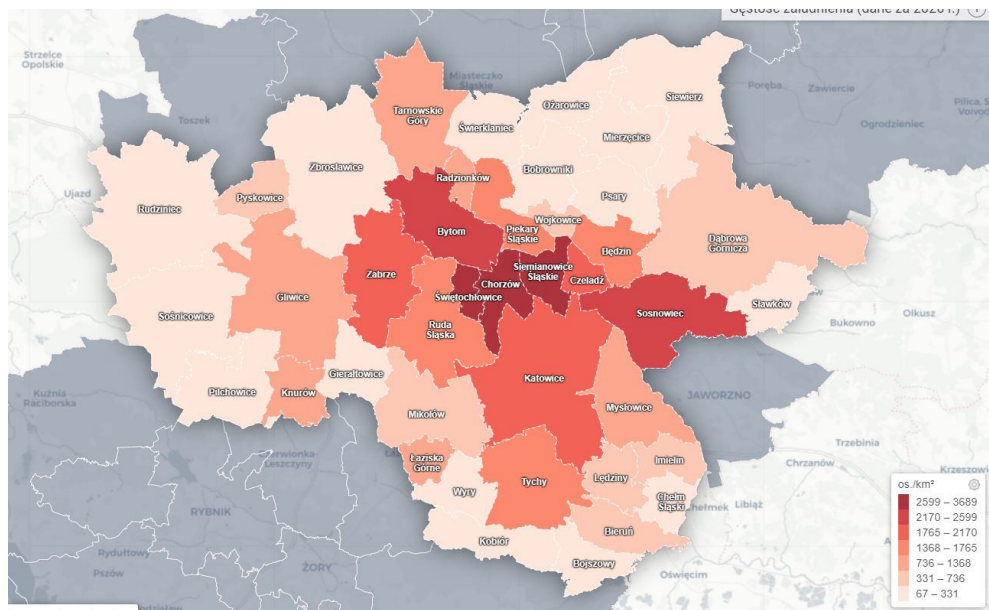 Gęstość zaludnienia (dane za 2020 r.)
Strzelce
Opolskie
Miasteczko
Śląskie
Poręba
Zawiercie
Siewierz
Ożarowice
Tarnowskie
Góry
Toszek
Świerklaniec
Mierzęcice
Ogrodzieniec
Zbrosławice
Bobrowniki
Radzionków
Pyskowice
Psary
Ujazd
Rudziniec
Wojkowice
Bytom
Piekary
Śląskie
Będzin
Dąbrowa
Górnicza
Zabrze
Siemianowice
Śląskie
Czeladź
Chorzów
Gliwice
Świętochłowice
Sławków
Sośnicowice
Sosnowiec
Olkusz
Bukowno
Ruda
Śląska
Gierałtowice
Katowice
Pilchowice
Knurów
Kuźnia
Raciborska
JAWORZNO
Mysłowice
Mikołów
Trzebinia
Czerwionka
Leszczyny
Łaziska
Górne
Imielin
Chrzanów
Krzeszowi
Lędziny
Tychy
Wyry
Chełm
Śląski
Chełmek
Libiąż
RYBNIK
Bieruń
Kobiór
Rydułtowy
Pszów
ŻORY
Bojszowy
Oświęcim
os./km²
2599 – 3689
2170 – 2599
1765 – 2170
1368 – 1765
736 – 1368
331 – 736
67 – 331